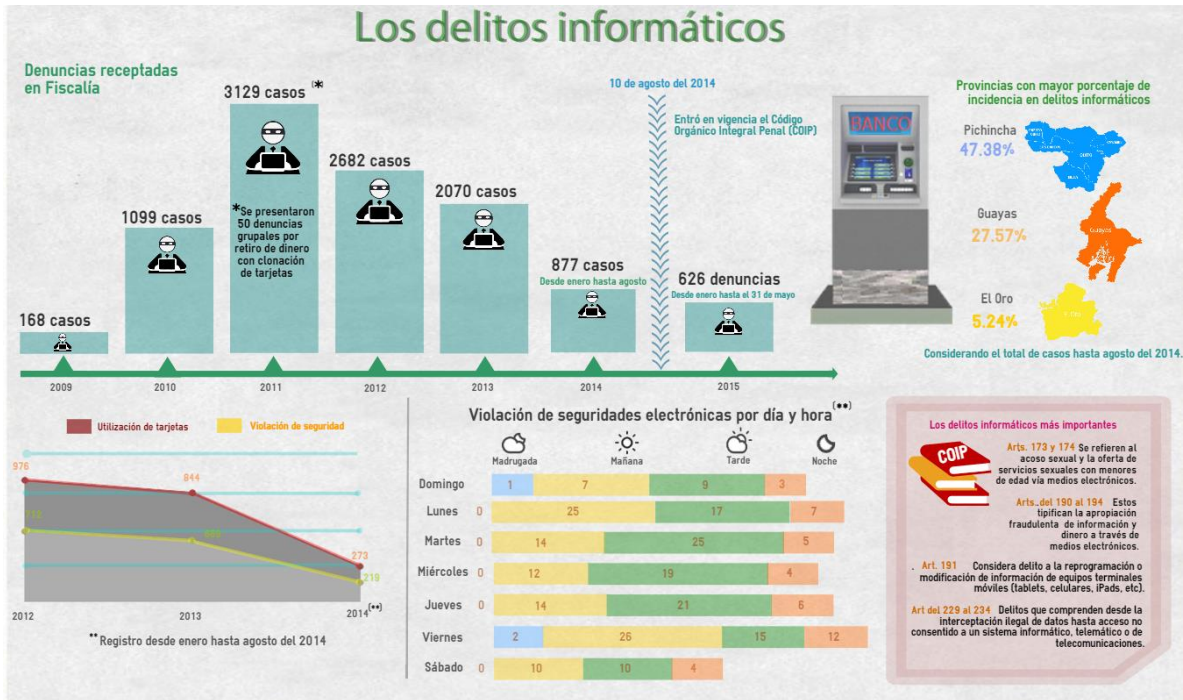 Los delitos informáticos
Denuncias receptadas
en Fiscalía
168 casos
1099 casos
3129 casos (*)
*Se presentaron
50 denuncias
grupales por
retiro de dinero
con clonación
de tarjetas
2682 casos
2070 casos
877 casos
Desde enero hasta agosto
10 de agosto del 2014
Entró en vigencia el Código
Orgánico Integral Penal (COIP)
626 denuncias
Desde enero hasta el 31 de mayo
2009
2010
2011
2012
2013
2014
2015
BANCO
Provincias con mayor porcentaje de
incidencia en delitos informáticos
Pichincha
47.38%
Guayas
27.57%
El Oro
5.24%
Considerando el total de casos hasta agosto del 2014.
Utilización de tarjetas
Violación de seguridad
976
844
273
219
2012
2013
2014(**)
**Registro desde enero hasta agosto del 2014
Violación de seguridades electrónicas por día y hora(**)
Madrugada
Mañana
Tarde
Noche
Domingo 1 7 9 3
Lunes 0 25 17 7
Martes 0 14 25 5
Miércoles 0 12 19 4
Jueves 0 14 21 6
Viernes 2 26 15 12
Sábado 0 10 10 4
Los delitos informáticos más importantes
COIP
Arts. 173 y 174 Se refieren al
acoso sexual y la oferta de
servicios sexuales con menores
de edad vía medios electrónicos.
Arts. del 190 al 194 Estos
tipifican la apropiación
fraudulenta de información y
dinero a través de
medios electrónicos.
. Art. 191 Considera delito a la reprogramación o
modificación de información de equipos terminales
móviles (tablets, celulares, iPads, etc).
Art del 229 al 234 Delitos que comprenden desde la
interceptación ilegal de datos hasta acceso no
consentido a un sistema informático, telemático o de
telecomunicaciones.